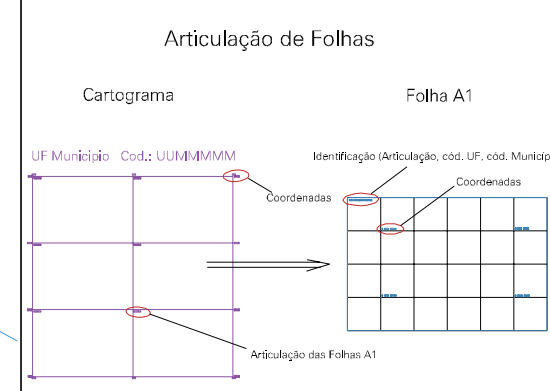 Articulação de Folhas
Cartograma
Folha A1
UF Municipio Cod.: UUMMMMM
Identificação (Articulação, cód. UF, cód. Municíp
Coordenadas
Coordenadas
Articulação das Folhas A1